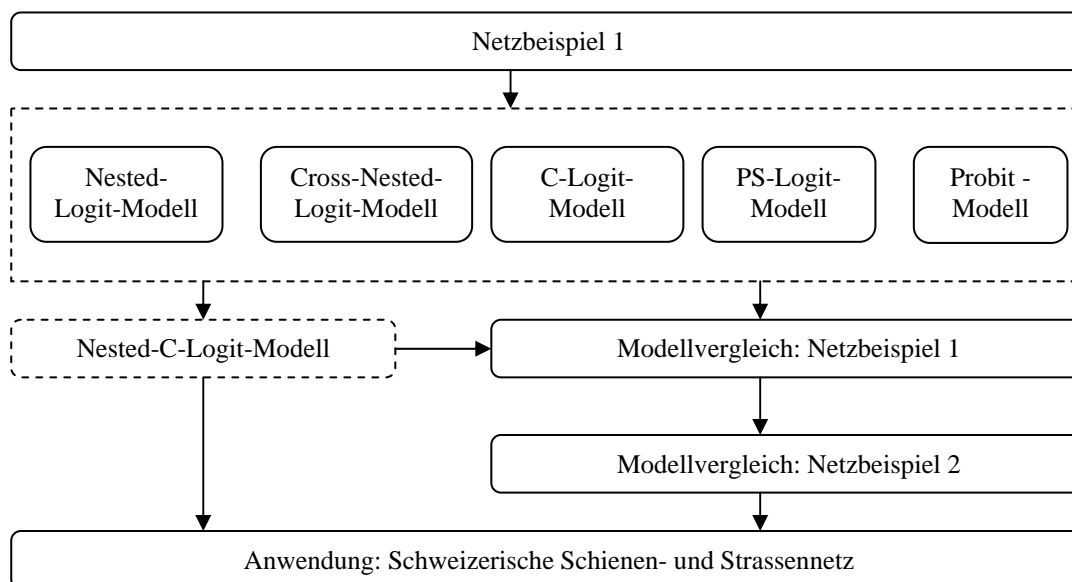 Netzbeispiel 1
Nested-
Logit-Modell
Cross-Nested-
Logit-Modell
C-Logit-
Modell
PS-Logit-
Modell
Probit -
Modell
Nested-C-Logit-Modell
Modellvergleich: Netzbeispiel 1
Modellvergleich: Netzbeispiel 2
Anwendung: Schweizerische Schienen- und Strassennetz